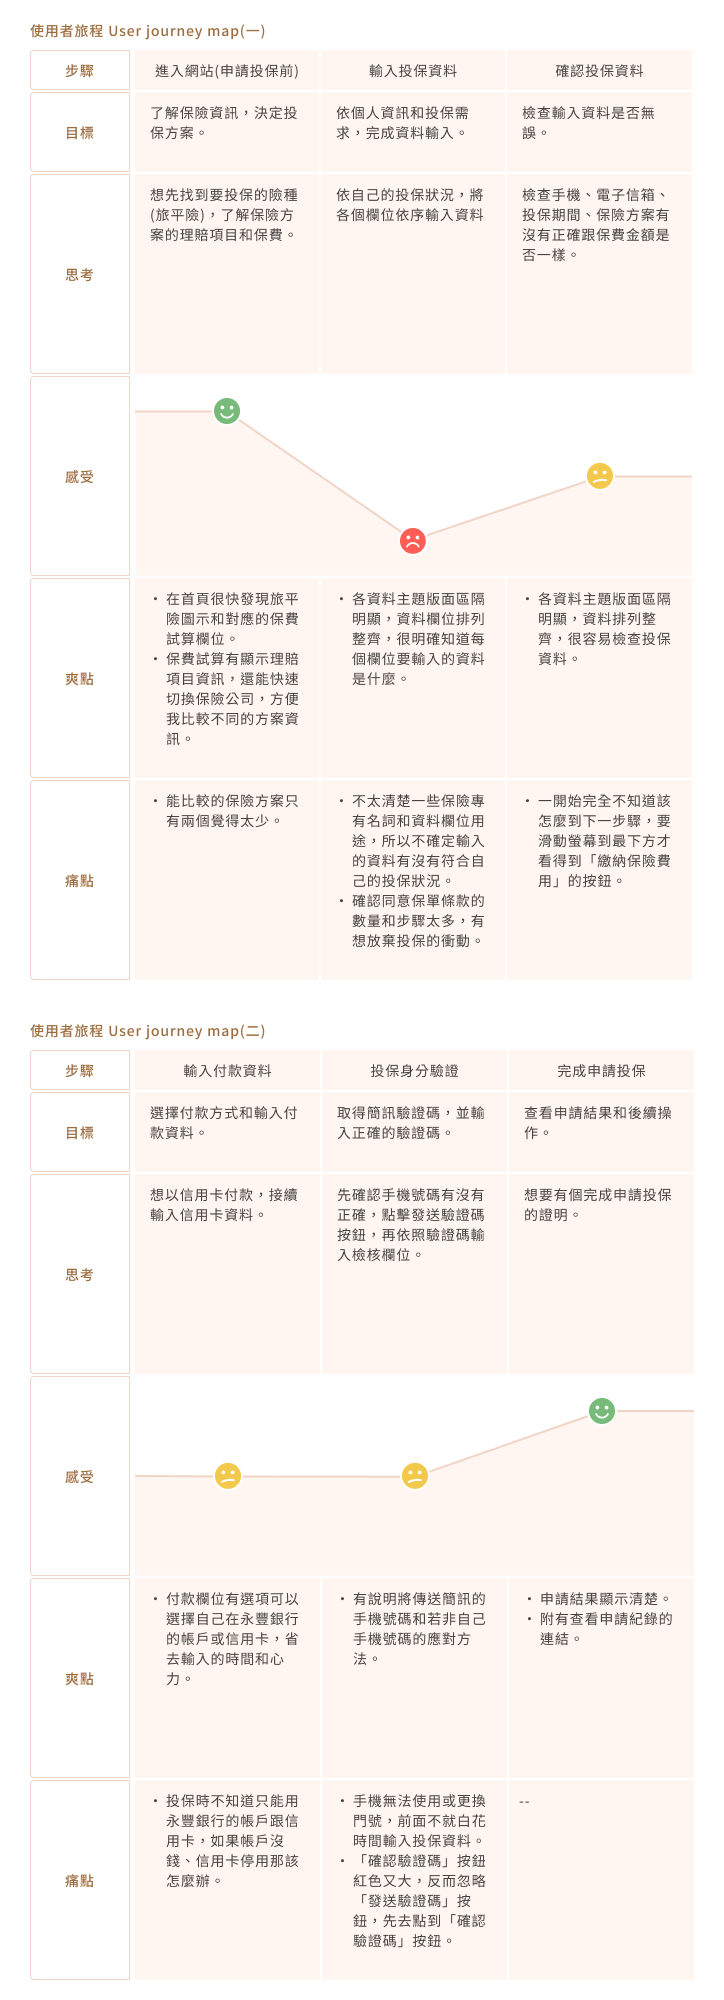 使用者旅程 User journey map(一)
步驟
進入網站(申請投保前)
輸入投保資料
確認投保資料
目標
了解保險資訊，決定投
保方案。
依個人資訊和投保需
求，完成資料輸入。
檢查輸入資料是否無
誤。
思考
想先找到要投保的險種
(旅平險)，了解保險方
案的理賠項目和保費。
依自己的投保狀況，將
各個欄位依序輸入資料
檢查手機、電子信箱、
投保期間、保險方案有
沒有正確跟保費金額是
否一樣。
感受
爽點
• 在首頁很快發現旅平
險圖示和對應的保費
試算欄位。
• 保費試算有顯示理賠
項目資訊，還能快速
切換保險公司，方便
我比較不同的方案資
訊。
• 各資料主題版面區隔
明顯，資料欄位排列
整齊，很明確知道每
個欄位要輸入的資料
是什麼。
• 各資料主題版面區隔
明顯，資料排列整
齊，很容易檢查投保
資料。
痛點
• 能比較的保險方案只
有兩個覺得太少。
• 不太清楚一些保險專
有名詞和資料欄位用
途，所以不確定輸入
的資料有沒有符合自
己的投保狀況。
• 確認同意保單條款的
數量和步驟太多，有
想放棄投保的衝動。
• 一開始完全不知道該
怎麼到下一步驟，要
滑動螢幕到最下方才
看得到「繳納保險費
用」的按鈕。
使用者旅程 User journey map(二)
步驟
輸入付款資料
投保身分驗證
完成申請投保
目標
選擇付款方式和輸入付
款資料。
取得簡訊驗證碼，並輸
入正確的驗證碼。
查看申請結果和後續操
作。
思考
想以信用卡付款，接續
輸入信用卡資料。
先確認手機號碼有沒有
正確，點擊發送驗證碼
按鈕，再依照驗證碼輸
入檢核欄位。
想要有個完成申請投保
的證明。
感受
爽點
• 付款欄位有選項可以
選擇自己在永豐銀行
的帳戶或信用卡，省
去輸入的時間和心
力。
• 有說明將傳送簡訊的
手機號碼和若非自己
手機號碼的應對方
法。
• 申請結果顯示清楚。
• 附有查看申請紀錄的
連結。
痛點
• 投保時不知道只能用
永豐銀行的帳戶跟信
用卡，如果帳戶沒
錢、信用卡停用那該
怎麼辦。
• 手機無法使用或更換
門號，前面不就白花
時間輸入投保資料。
• 「確認驗證碼」按鈕
紅色又大，反而忽略
「發送驗證碼」按
鈕，先去點到「確認
驗證碼」按鈕。
--